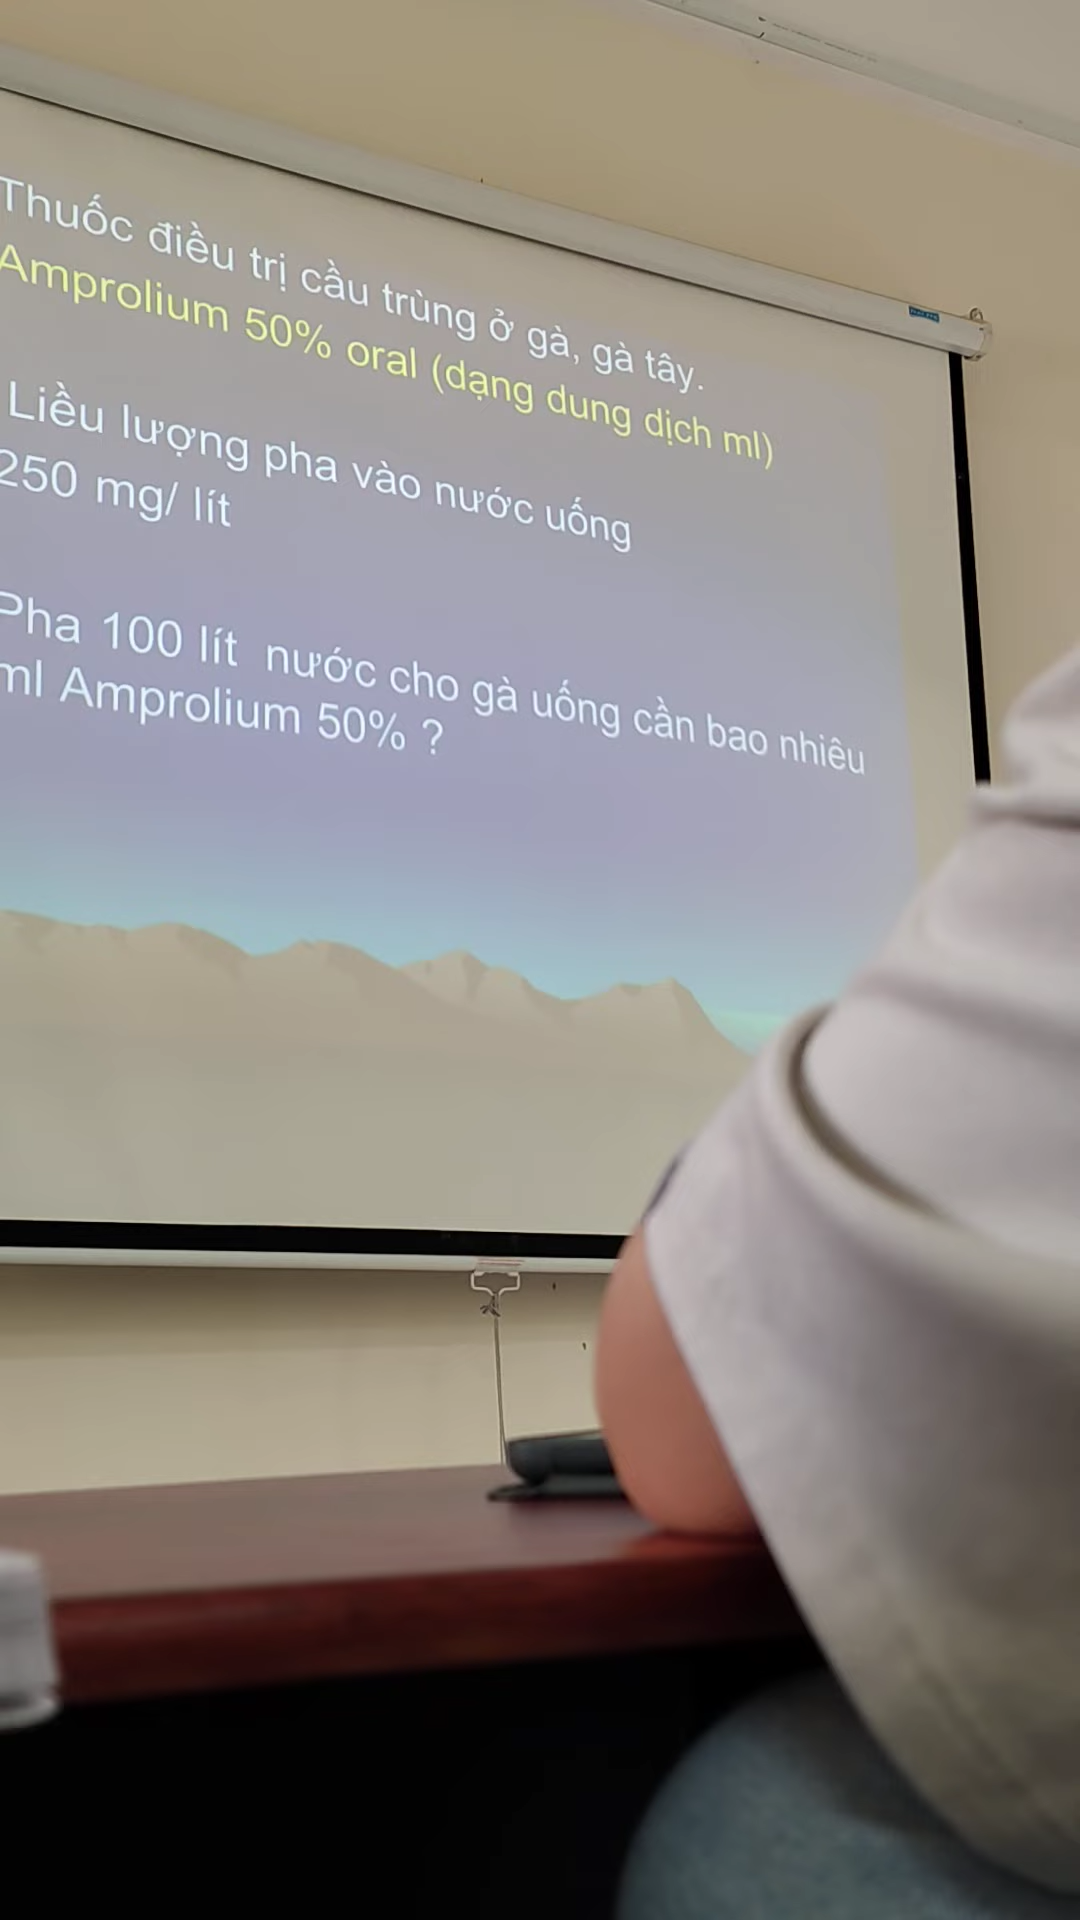 Thuốc điều trị cầu trùng ở gà, gà tây.
Amprolium 50% oral (dạng dung dịch ml)
Liều lượng pha vào nước uống
250 mg/ lít
Pha 100 lít nước cho gà uống cần bao nhiêu
ml Amprolium 50% ?